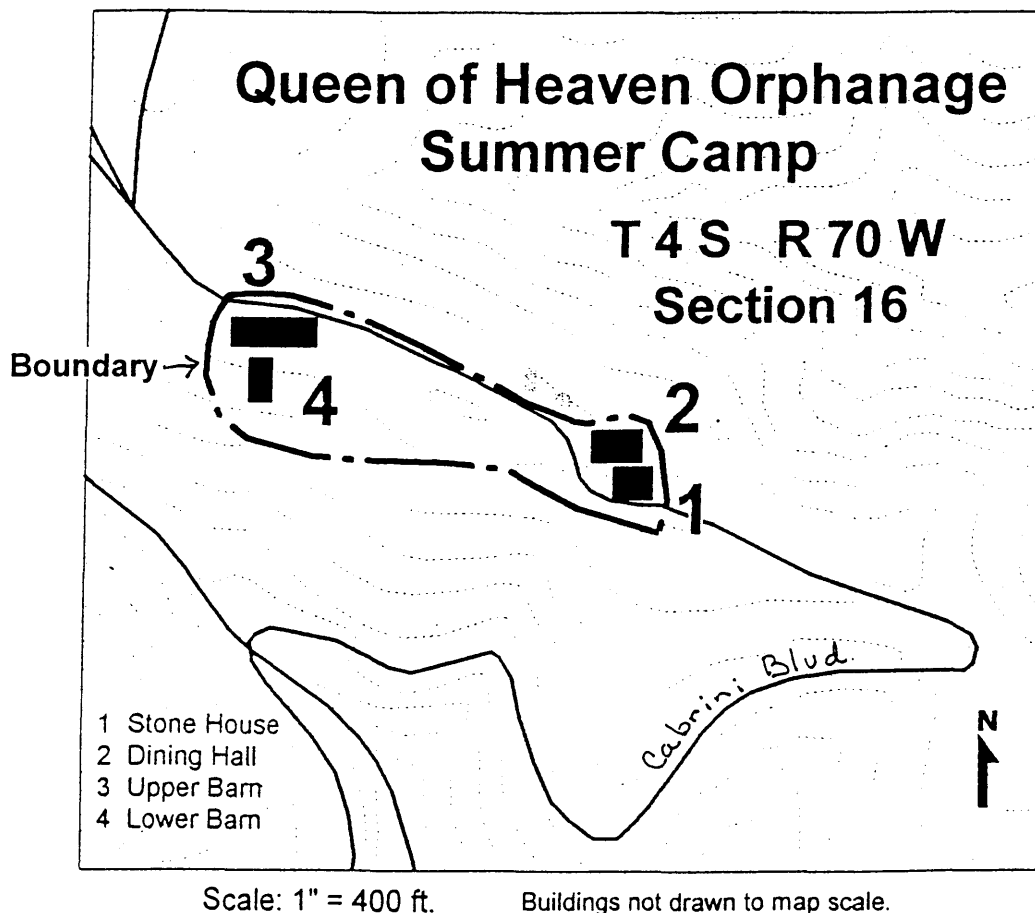 Queen of Heaven Orphanage
Summer Camp
T 4 S R 70 W
Section 16
3
Boundary
4
2
1
Cabrini Blvd.
1 Stone House
2 Dining Hall
3 Upper Barn
4 Lower Barn
N
Scale: 1" = 400 ft.
Buildings not drawn to map scale.